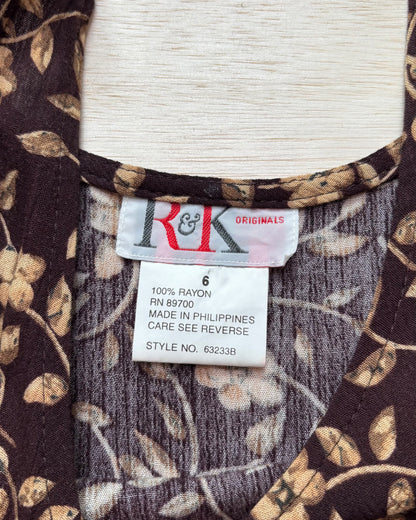 R&K ORIGINALS
6
100% RAYON
RN 89700
MADE IN PHILIPPINES
CARE SEE REVERSE
STYLE NO. 63233B